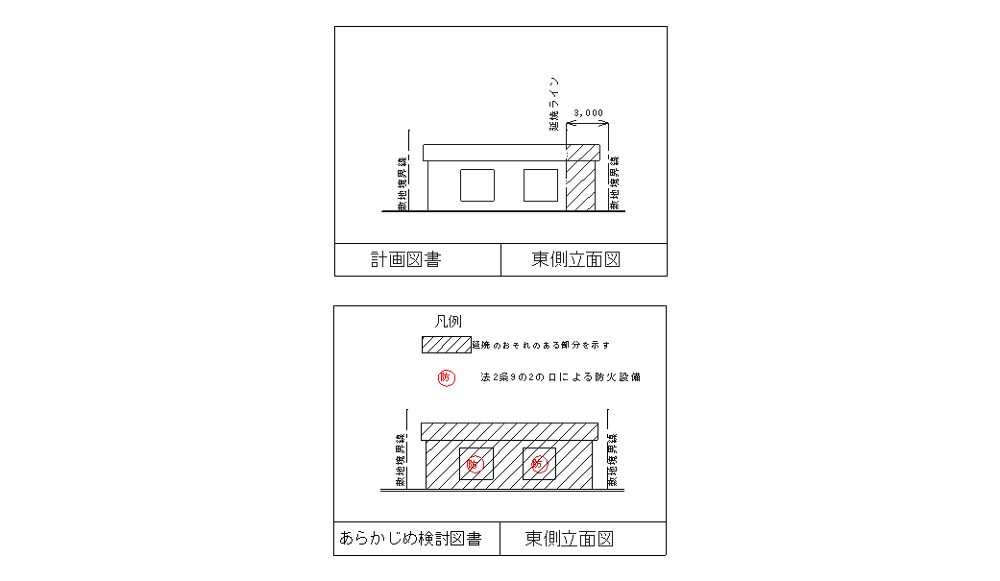 延焼ライン
3,000
敷地境界線
敷地境界線
計画図書
東側立面図
凡例
延焼のおそれのある部分を示す
防
法2条9の2のロによる防火設備
敷地境界線
防
防
敷地境界線
あらかじめ検討図書
東側立面図